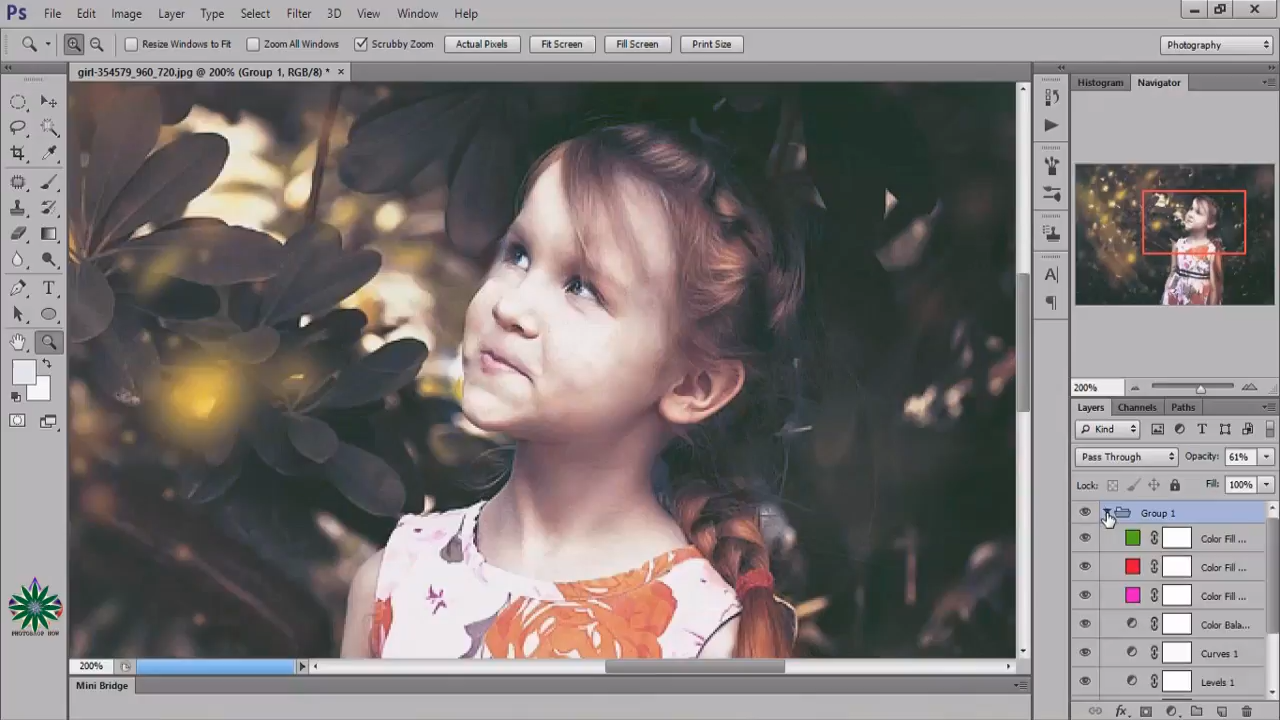 Ps File Edit Image Layer Type Select Filter 3D View Window Help
Resize Windows to Fit Zoom All Windows Scrubby Zoom Actual Pixels Fit Screen Fill Screen Print Size Photography
girl-354579_960_720.jpg @ 200% (Group 1, RGB/8) * ×
Histogram Navigator
200%
Layers Channels Paths
Kind
Pass Through Opacity: 61%
Lock: Fill: 100%
Group 1
Color Fill ...
Color Fill ...
Color Fill ...
Color Bala...
Curves 1
Levels 1
PHOTOSHOP NOW
200%
Mini Bridge